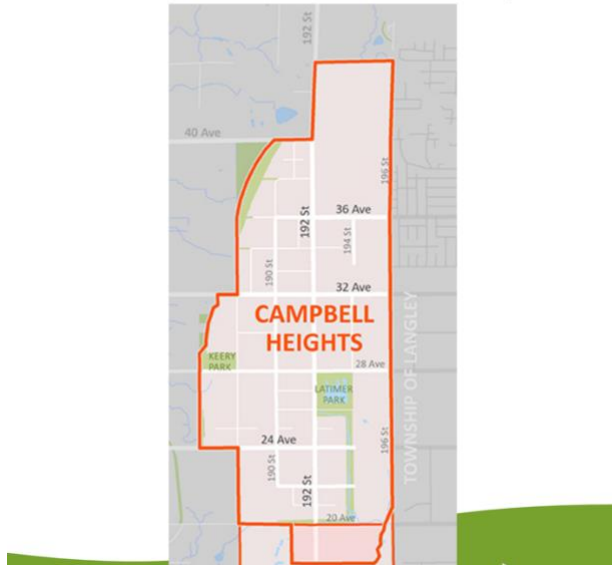 192 St
40 Ave
196 St
36 Ave
192 St
194 St
190 St
32 Ave
CAMPBELL
HEIGHTS
TOWNSHIP OF LANGLEY
KEERY
PARK
28 Ave
LATIMER
PARK
24 Ave
196 St
190 St
192 St
20 Ave